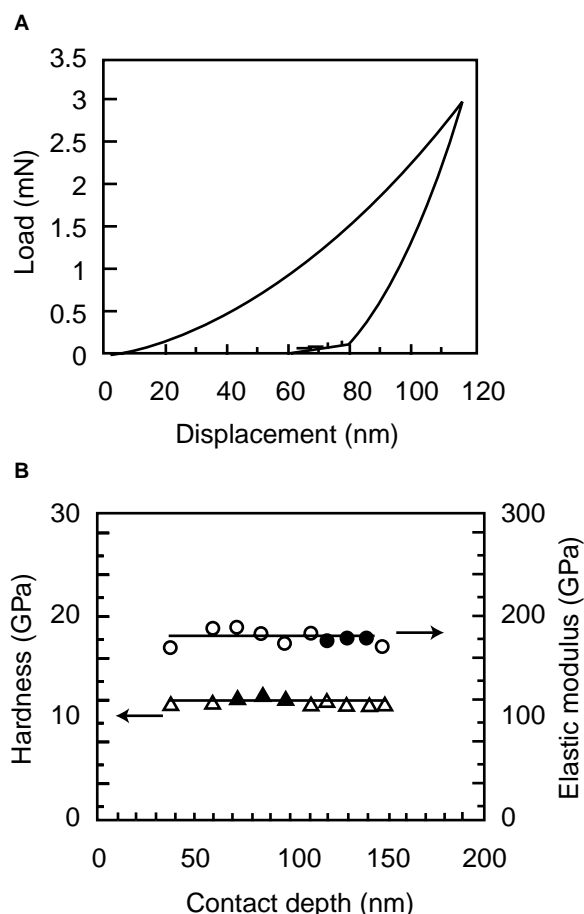 A
3.5
3
2.5
2
1.5
1
0.5
0
0 20 40 60 80 100 120
Load (mN)
Displacement (nm)
B
30 300
20 200
10 100
0 0
0 50 100 150 200
Hardness (GPa)
Elastic modulus (GPa)
Contact depth (nm)